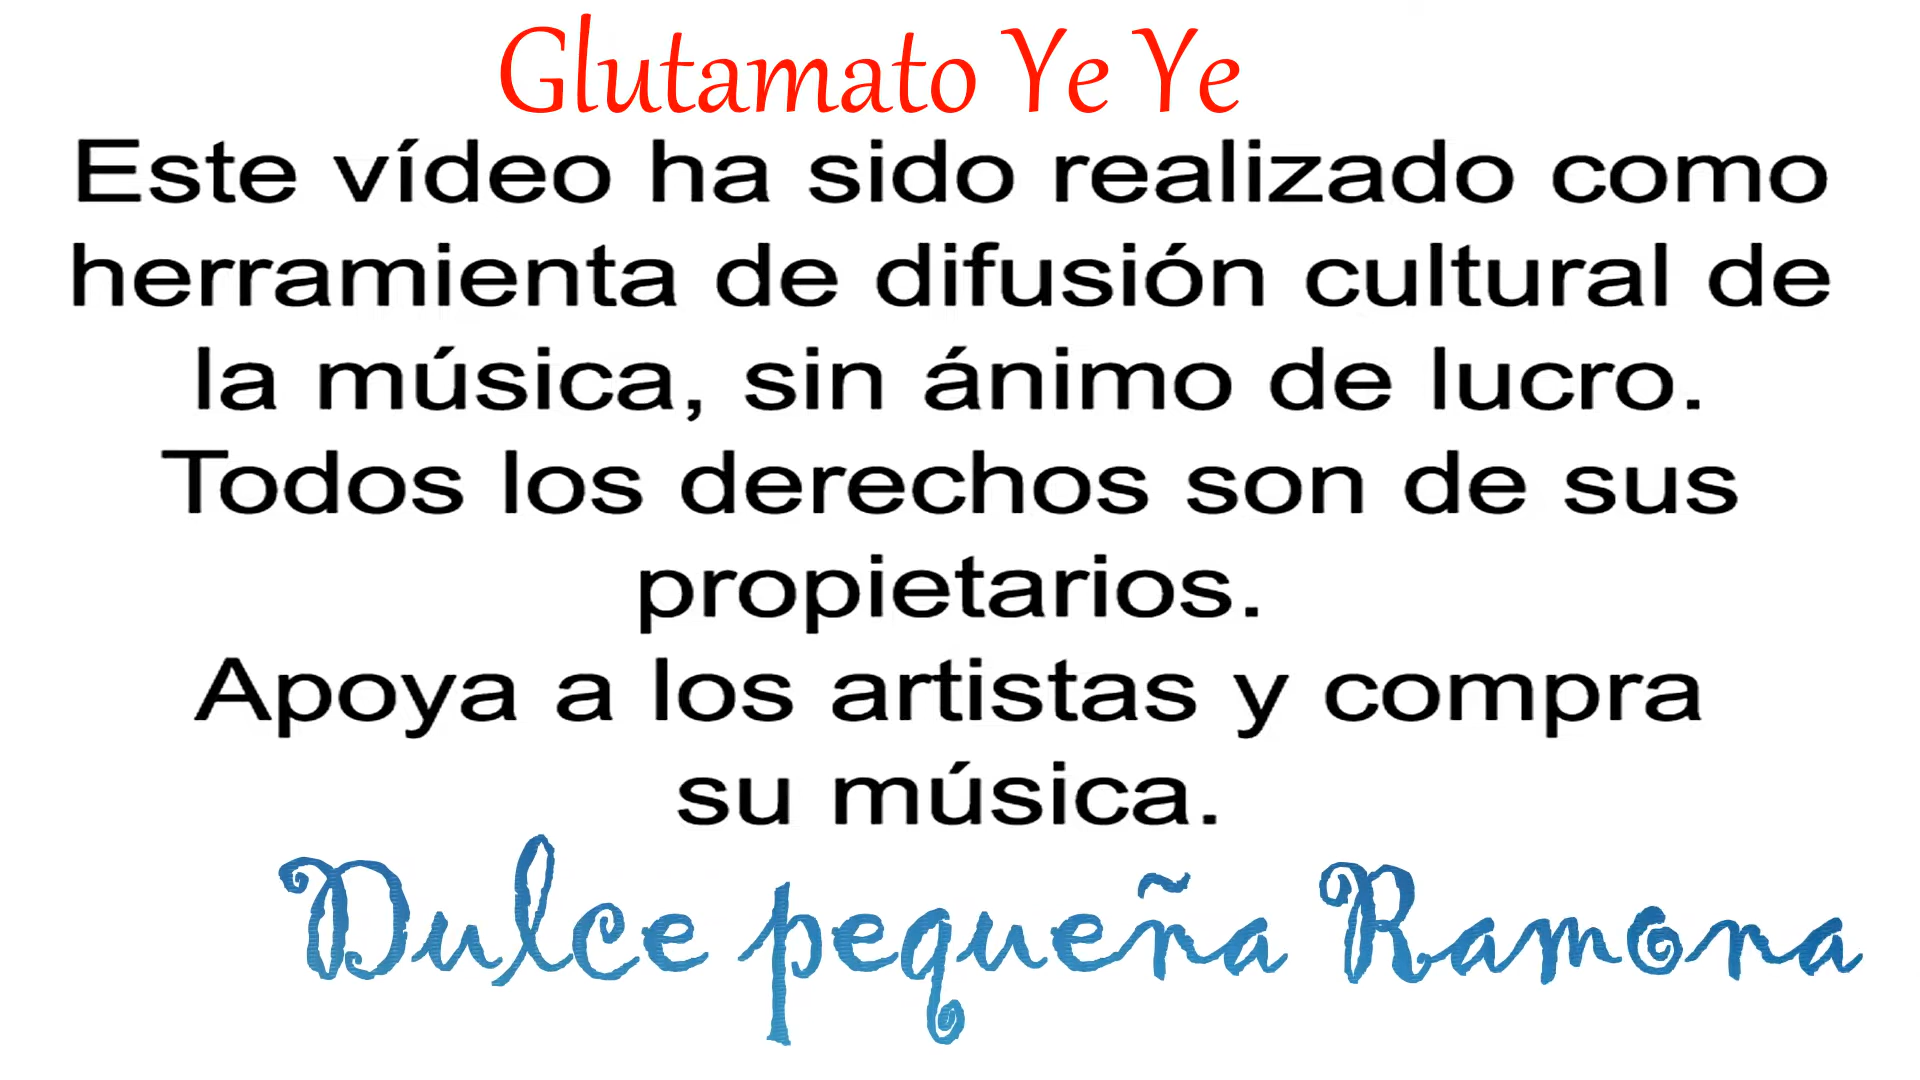 Glutamato Ye Ye
Este vídeo ha sido realizado como
herramienta de difusión cultural de
la música, sin ánimo de lucro.
Todos los derechos son de sus
propietarios.
Apoya a los artistas y compra
su música.
Dulce pequeña Ramona